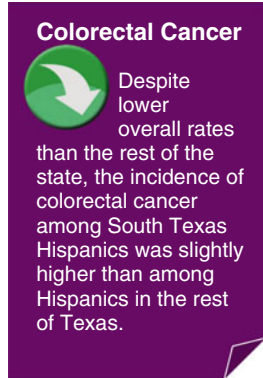 Colorectal Cancer
Despite
lower
overall rates
than the rest of the
state, the incidence of
colorectal cancer
among South Texas
Hispanics was slightly
higher than among
Hispanics in the rest
of Texas.